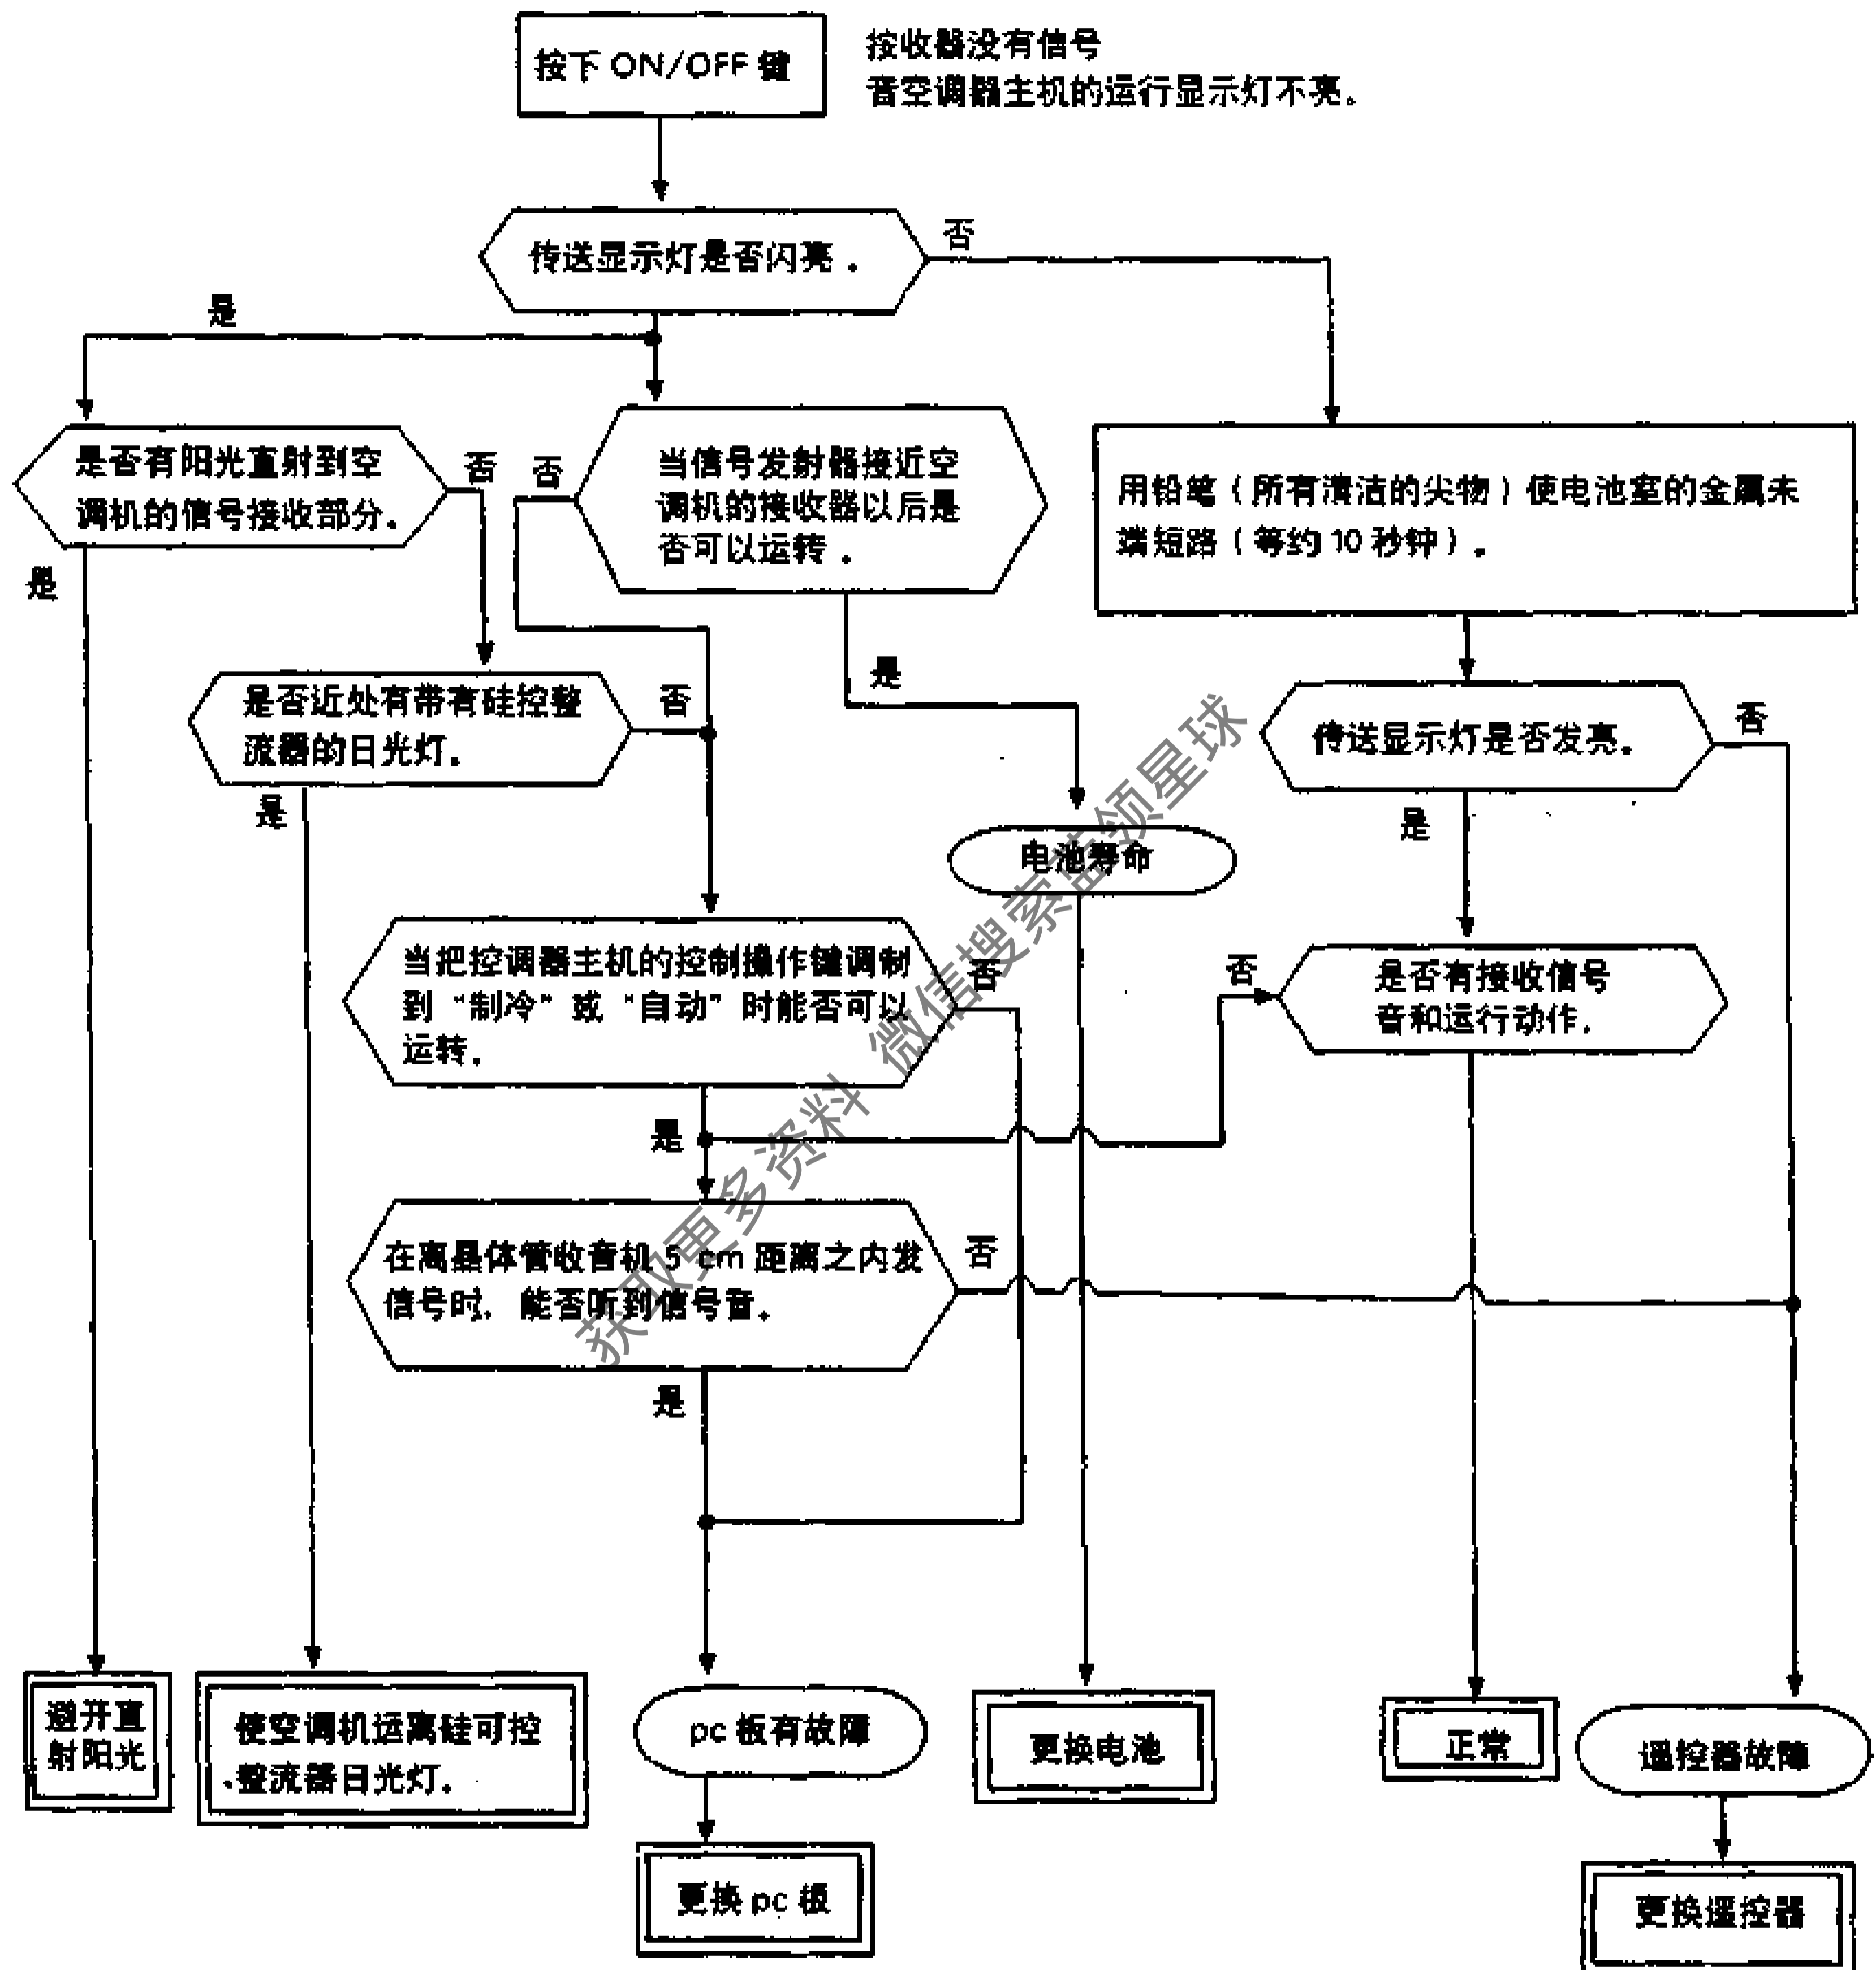 按下 ON/OFF 键
按收器没有信号
音空调器主机的运行显示灯不亮。
传送显示灯是否闪亮．
否
是
是否有阳光直射到空
调机的信号接收部分。
否
是
否
当信号发射器接近空
调机的接收器以后是
否可以运转．
是
用铅笔（所有清洁的尖物）使电池室的金属末
端短路（等约 10 秒钟）。
是否近处有带有硅控整
流器的日光灯．
否
是
传送显示灯是否发亮．
否
是
电池寿命
当把控调器主机的控制操作键调制
到“制冷”或“自动”时能否可以
运转．
否
是
否
是否有接收信号
音和运行动作．
在离晶体管收音机 5 cm 距离之内发
信号时．能否听到信号音．
否
是
避开直
射阳光
使空调机远离硅可控
整流器日光灯．
pc 板有故障
更换 pc 板
更换电池
正常
遥控器故障
更换遥控器
获取更多资料 微信搜索蓝领星球